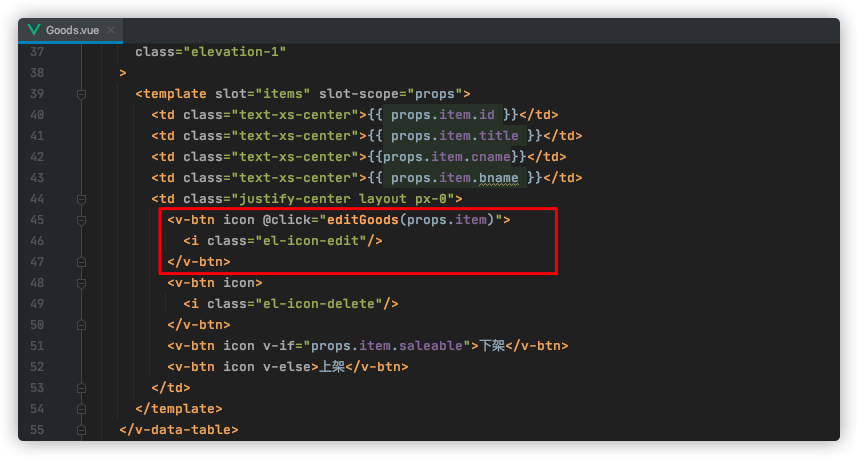 Goods.vue
37 class="elevation-1"
38 >
39 <template slot="items" slot-scope="props">
40 <td class="text-xs-center">{{ props.item.id }}</td>
41 <td class="text-xs-center">{{ props.item.title }}</td>
42 <td class="text-xs-center">{{props.item.cname}}</td>
43 <td class="text-xs-center">{{ props.item.bname }}</td>
44 <td class="justify-center layout px-0">
45 <v-btn icon @click="editGoods(props.item)">
46 <i class="el-icon-edit"/>
47 </v-btn>
48 <v-btn icon>
49 <i class="el-icon-delete"/>
50 </v-btn>
51 <v-btn icon v-if="props.item.saleable">下架</v-btn>
52 <v-btn icon v-else>上架</v-btn>
53 </td>
54 </template>
55 </v-data-table>